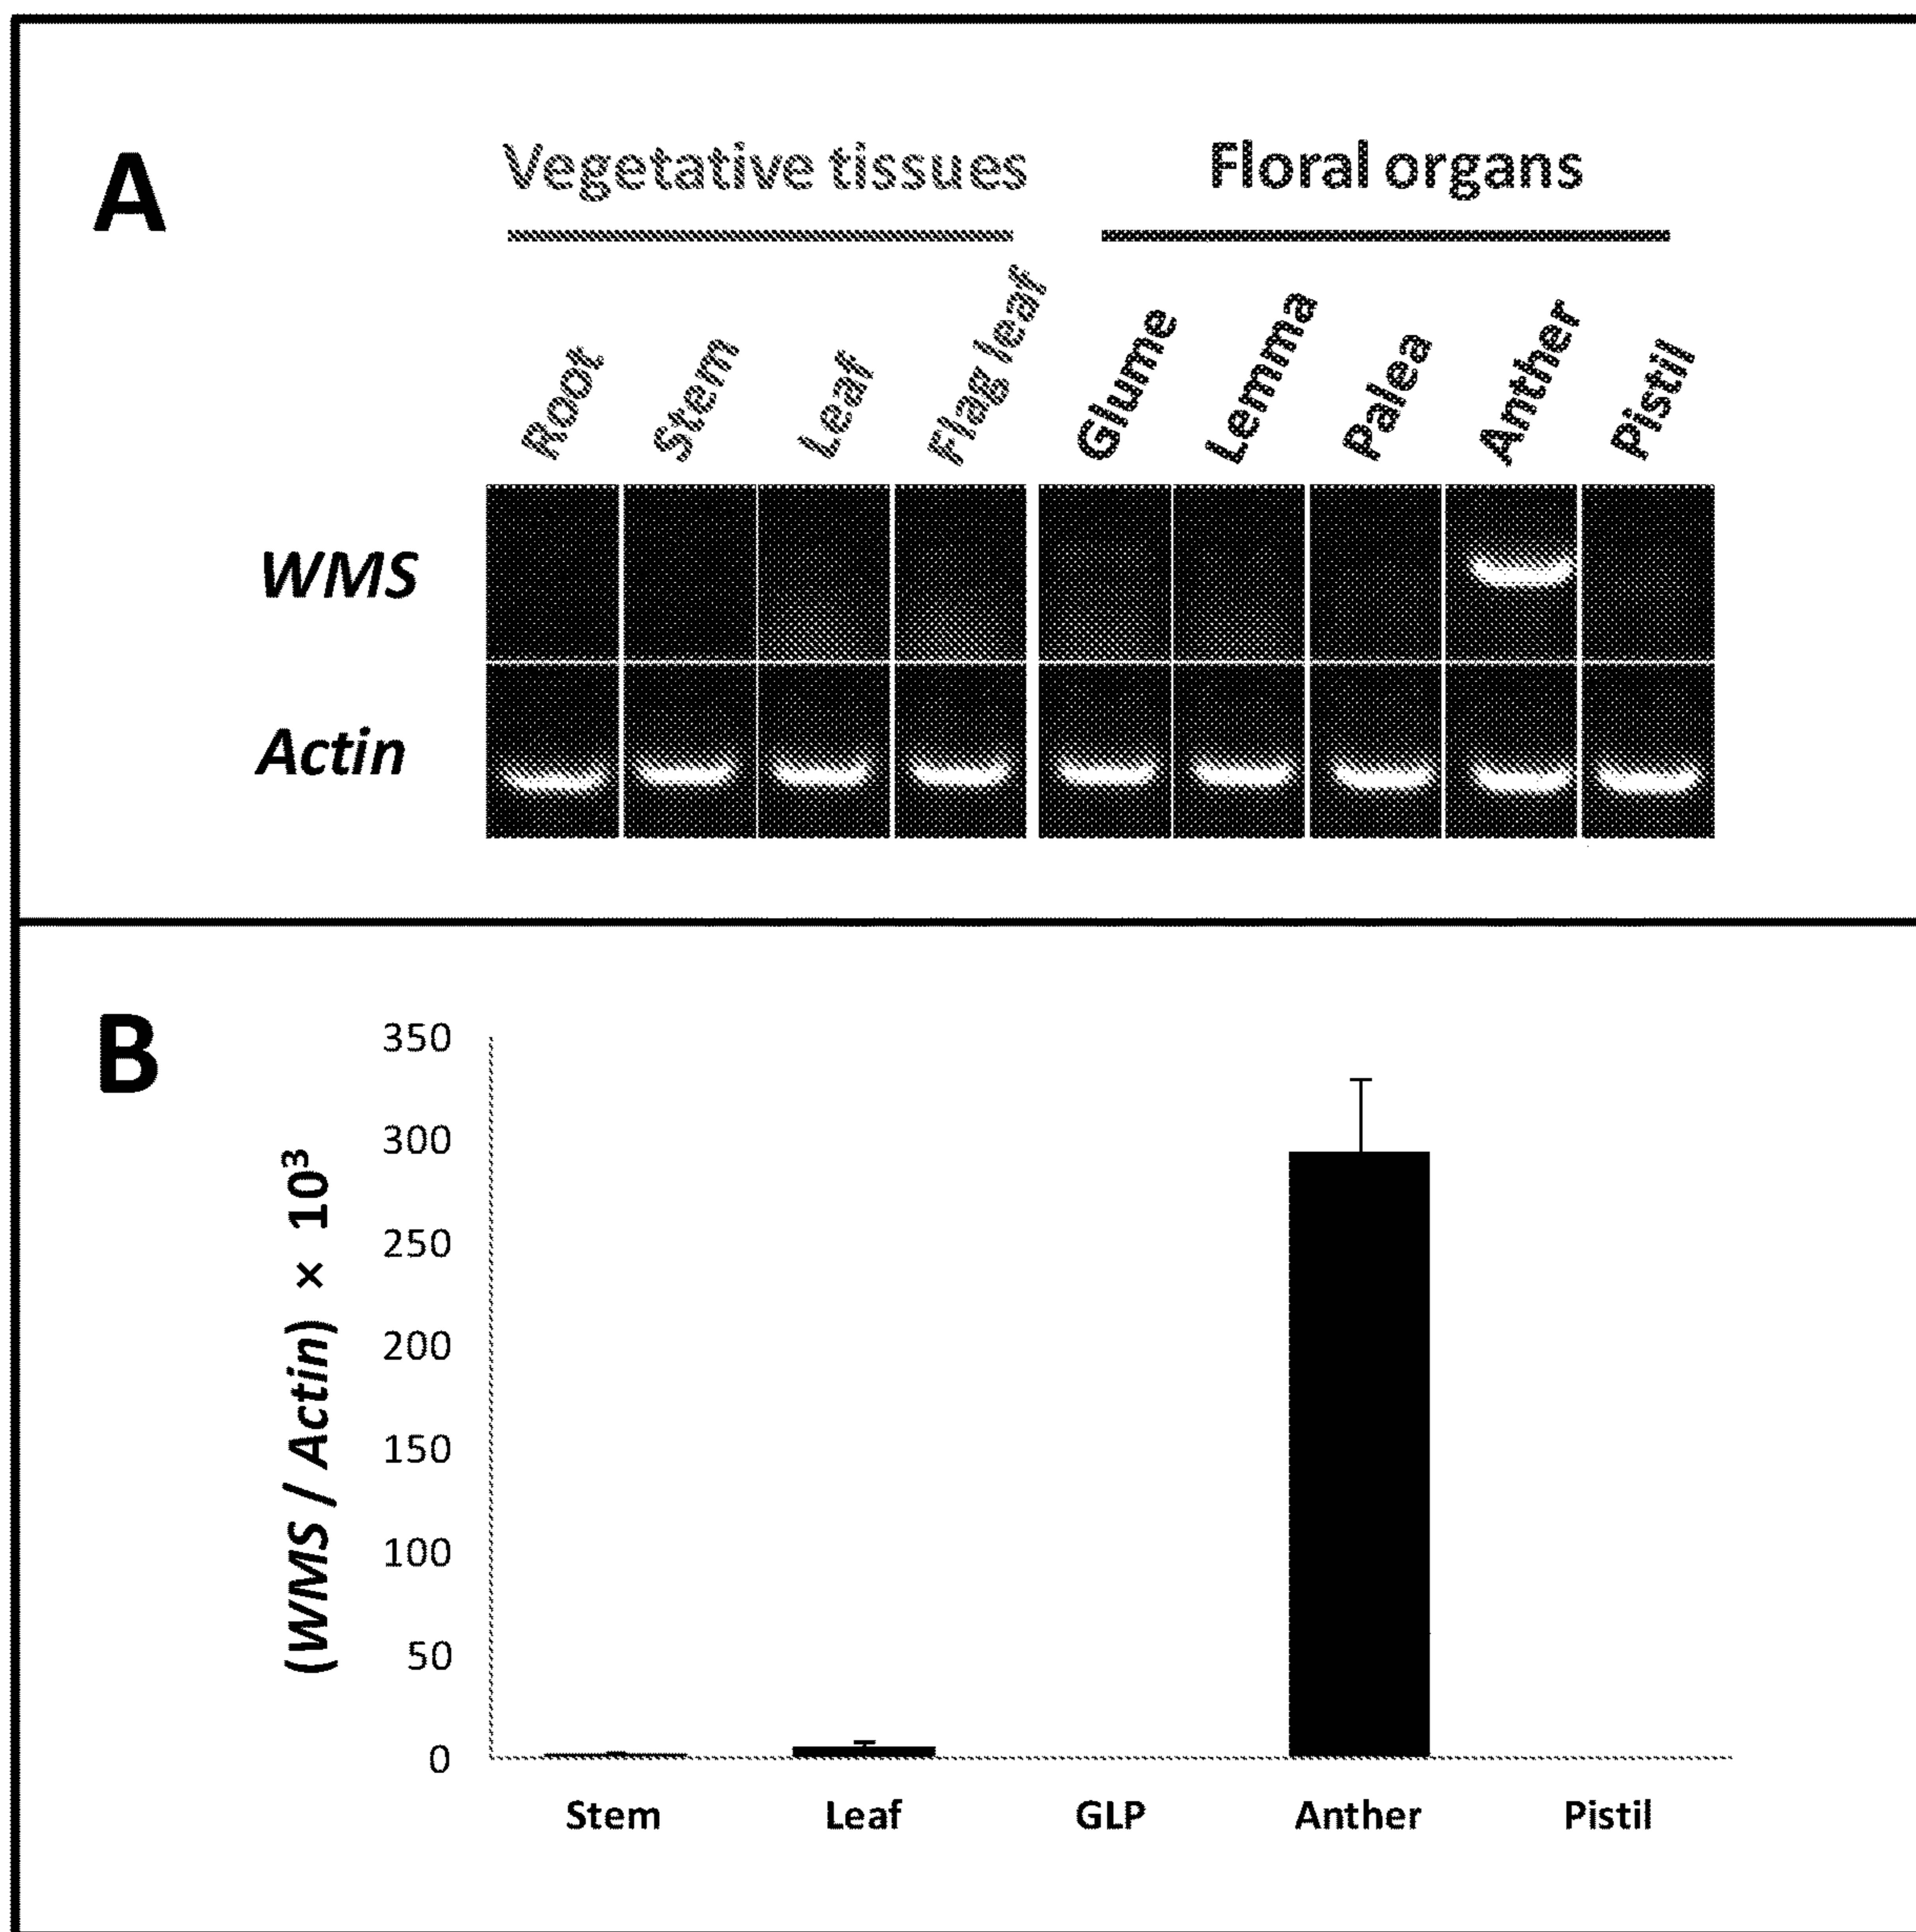 A
Vegetative tissues Floral organs
Root Stem Leaf Flag leaf Glume Lemma Palea Anther Pistil
WMS
Actin
B
(WMS / Actin) × 10³
350
300
250
200
150
100
50
0
Stem Leaf GLP Anther Pistil